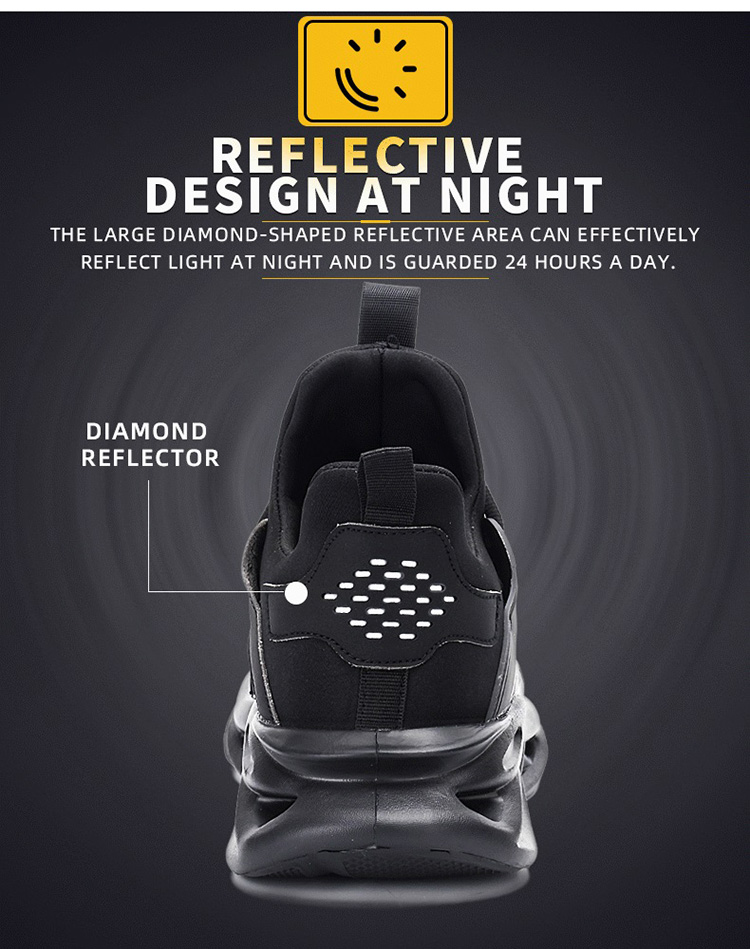 REFLECTIVE
DESIGN AT NIGHT
THE LARGE DIAMOND-SHAPED REFLECTIVE AREA CAN EFFECTIVELY
REFLECT LIGHT AT NIGHT AND IS GUARDED 24 HOURS A DAY.
DIAMOND
REFLECTOR